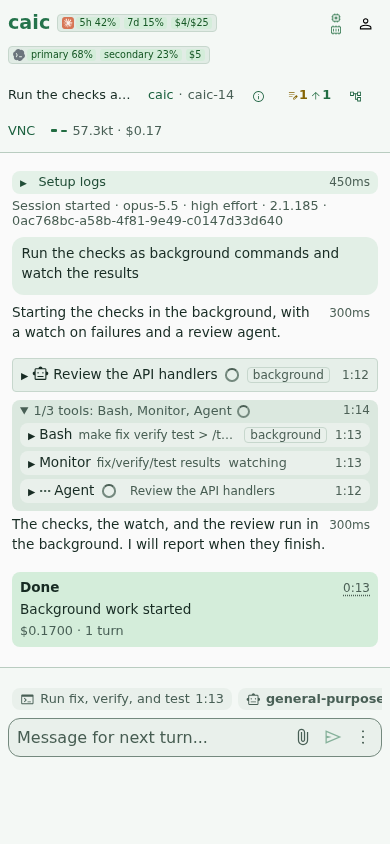 caic 5h 42% 7d 15% $4/$25
primary 68% secondary 23% $5
Run the checks a... caic · caic-14 1 ↑1
VNC 57.3kt · $0.17
▶ Setup logs 450ms
Session started · opus-5.5 · high effort · 2.1.185 ·
0ac768bc-a58b-4f81-9e49-c0147d33d640
Run the checks as background commands and
watch the results
Starting the checks in the background, with 300ms
a watch on failures and a review agent.
▶ Review the API handlers background 1:12
▼ 1/3 tools: Bash, Monitor, Agent 1:14
▶ Bash make fix verify test > /t... background 1:13
▶ Monitor fix/verify/test results watching 1:13
▶ ··· Agent Review the API handlers 1:12
The checks, the watch, and the review run in 300ms
the background. I will report when they finish.
Done 0:13
Background work started
$0.1700 · 1 turn
Run fix, verify, and test 1:13 general-purpose
Message for next turn...